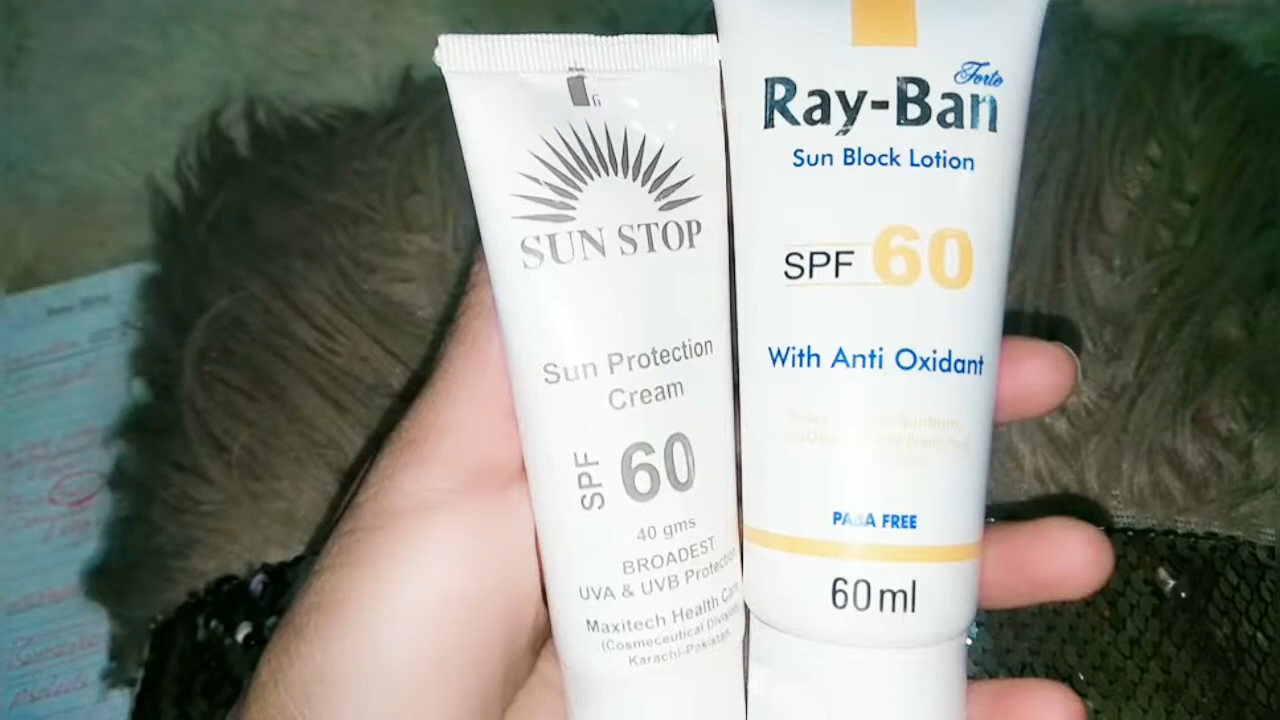 SUN STOP
Sun Protection
Cream
SPF 60
40 gms
BROADEST
UVA & UVB Protection
Maxitech Health Care
(Cosmeceutical Division)
Karachi-Pakistan.
Forte
Ray-Ban
Sun Block Lotion
SPF 60
With Anti Oxidant
PABA FREE
60ml